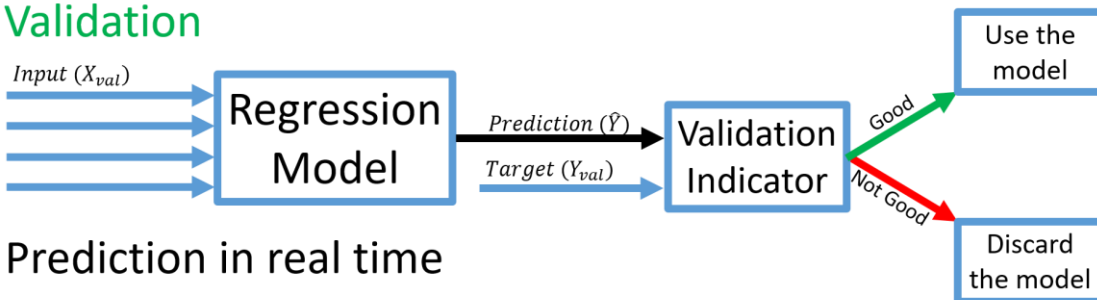 Validation
Input (X_val)
Regression
Model
Prediction (Ŷ)
Target (Y_val)
Validation
Indicator
Good
Not Good
Use the
model
Discard
the model
Prediction in real time